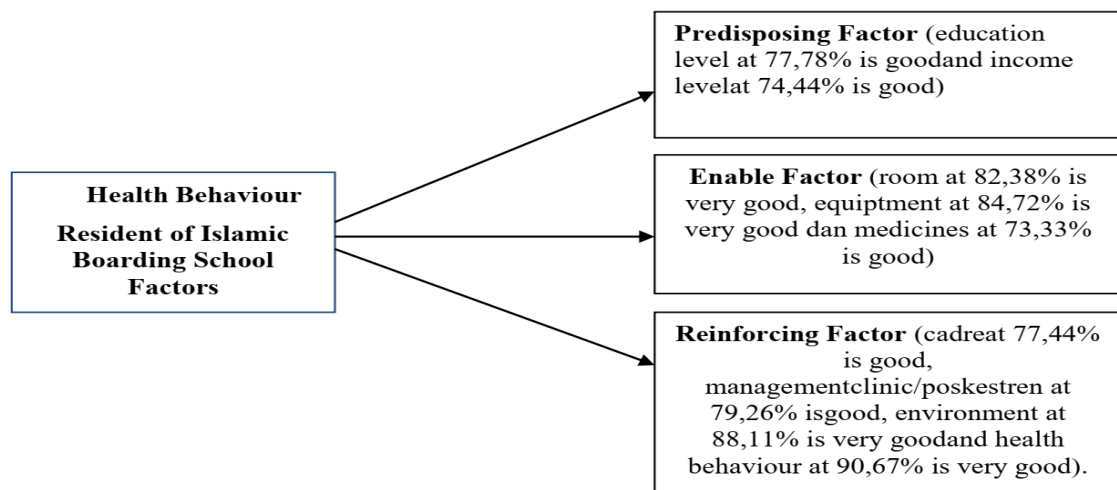 Health Behaviour
Resident of Islamic
Boarding School
Factors
Predisposing Factor (education
level at 77,78% is goodand income
levelat 74,44% is good)
Enable Factor (room at 82,38% is
very good, equiptment at 84,72% is
very good dan medicines at 73,33%
is good)
Reinforcing Factor (cadreat 77,44%
is good,
managementclinic/poskestren at
79,26% isgood, environment at
88,11% is very goodand health
behaviour at 90,67% is very good).